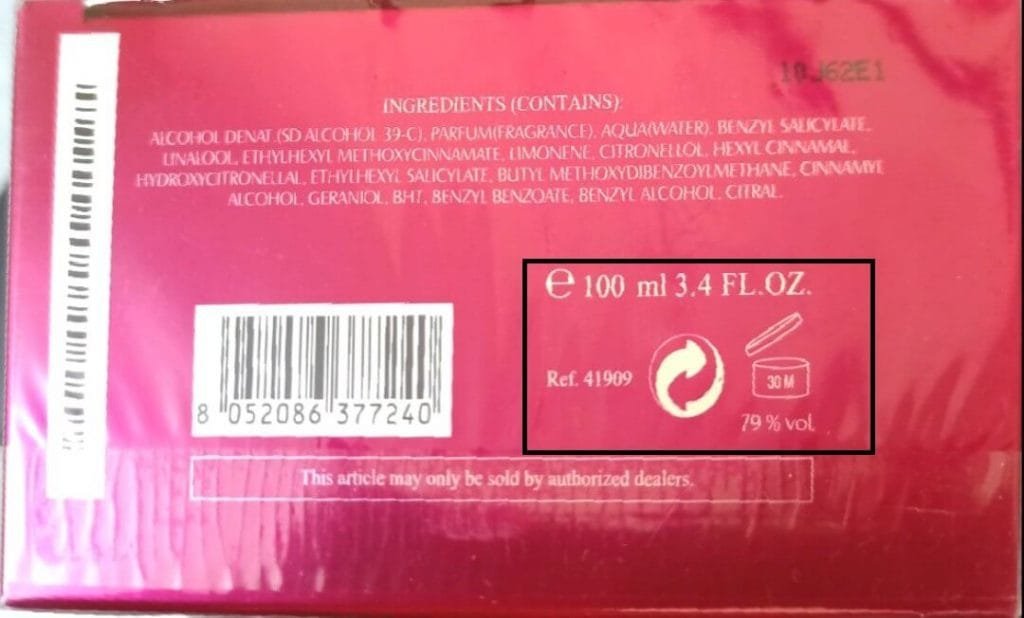 10J62E1
INGREDIENTS (CONTAINS):
ALCOHOL DENAT.(SD ALCOHOL 39-C), PARFUM(FRAGRANCE), AQUA(WATER), BENZYL SALICYLATE,
LINALOOL, ETHYLHEXYL METHOXYCINNAMATE, LIMONENE, CITRONELLOL, HEXYL CINNAMAL,
HYDROXYCITRONELLAL, ETHYLHEXYL SALICYLATE, BUTYL METHOXYDIBENZOYLMETHANE, CINNAMYL
ALCOHOL, GERANIOL, BHT, BENZYL BENZOATE, BENZYL ALCOHOL, CITRAL.
℮ 100 ml 3.4 FL.OZ.
Ref. 41909
30 M
79 % vol
8 052086 377240
This article may only be sold by authorized dealers.